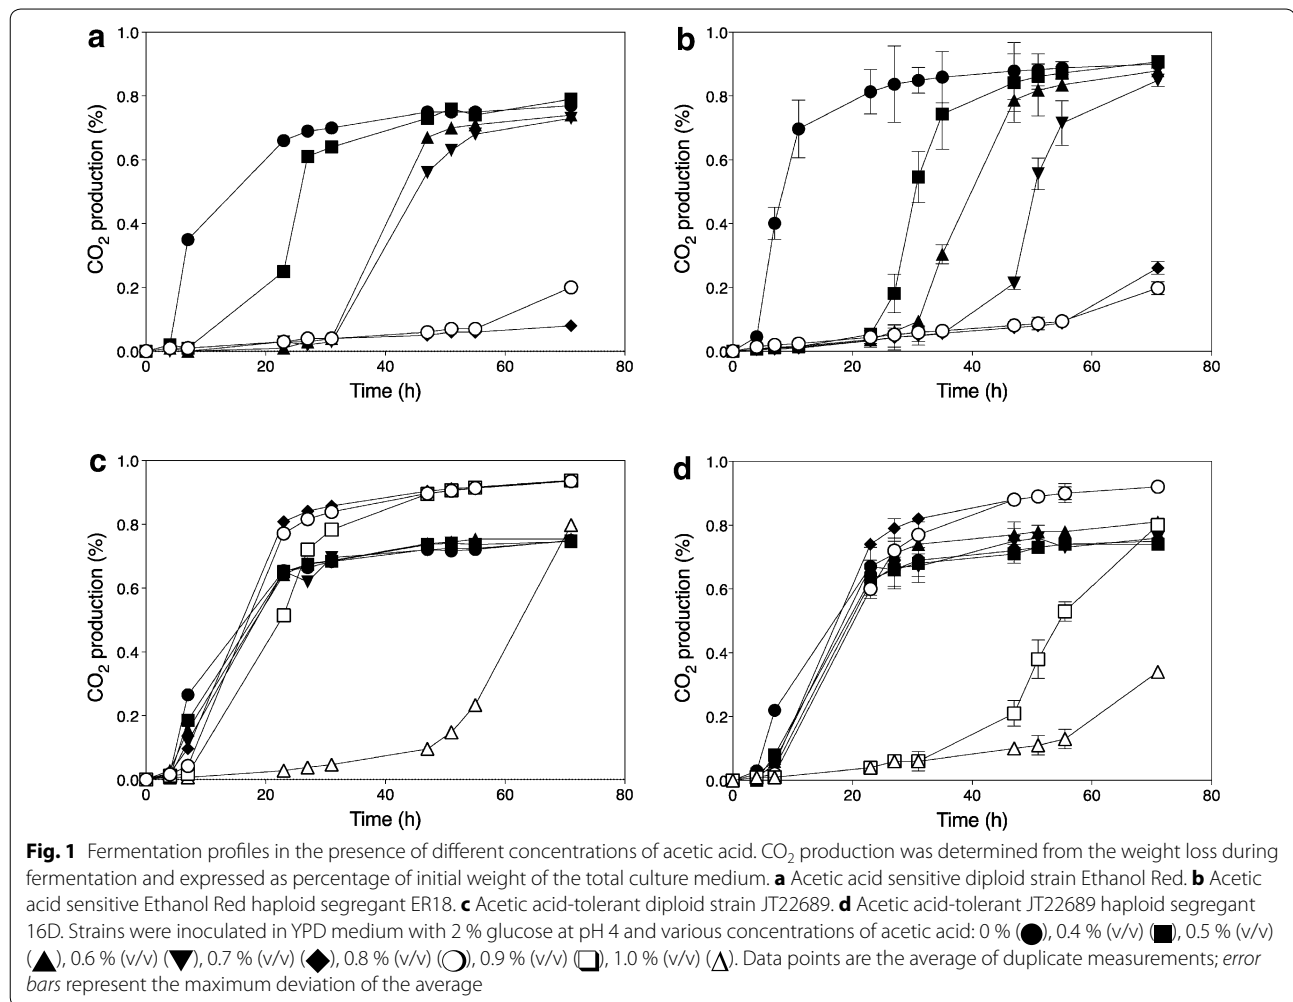 a
1.0
0.8
0.6
0.4
0.2
0.0
CO2 production (%)
0 20 40 60 80
Time (h)
b
1.0
0.8
0.6
0.4
0.2
0.0
CO2 production (%)
0 20 40 60 80
Time (h)
c
1.0
0.8
0.6
0.4
0.2
0.0
CO2 production (%)
0 20 40 60 80
Time (h)
d
1.0
0.8
0.6
0.4
0.2
0.0
CO2 production (%)
0 20 40 60 80
Time (h)
Fig. 1 Fermentation profiles in the presence of different concentrations of acetic acid. CO2 production was determined from the weight loss during
fermentation and expressed as percentage of initial weight of the total culture medium. a Acetic acid sensitive diploid strain Ethanol Red. b Acetic
acid sensitive Ethanol Red haploid segregant ER18. c Acetic acid-tolerant diploid strain JT22689. d Acetic acid-tolerant JT22689 haploid segregant
16D. Strains were inoculated in YPD medium with 2 % glucose at pH 4 and various concentrations of acetic acid: 0 % (●), 0.4 % (v/v) (■), 0.5 % (v/v)
(▲), 0.6 % (v/v) (▼), 0.7 % (v/v) (◆), 0.8 % (v/v) (○), 0.9 % (v/v) (□), 1.0 % (v/v) (△). Data points are the average of duplicate measurements; error
bars represent the maximum deviation of the average